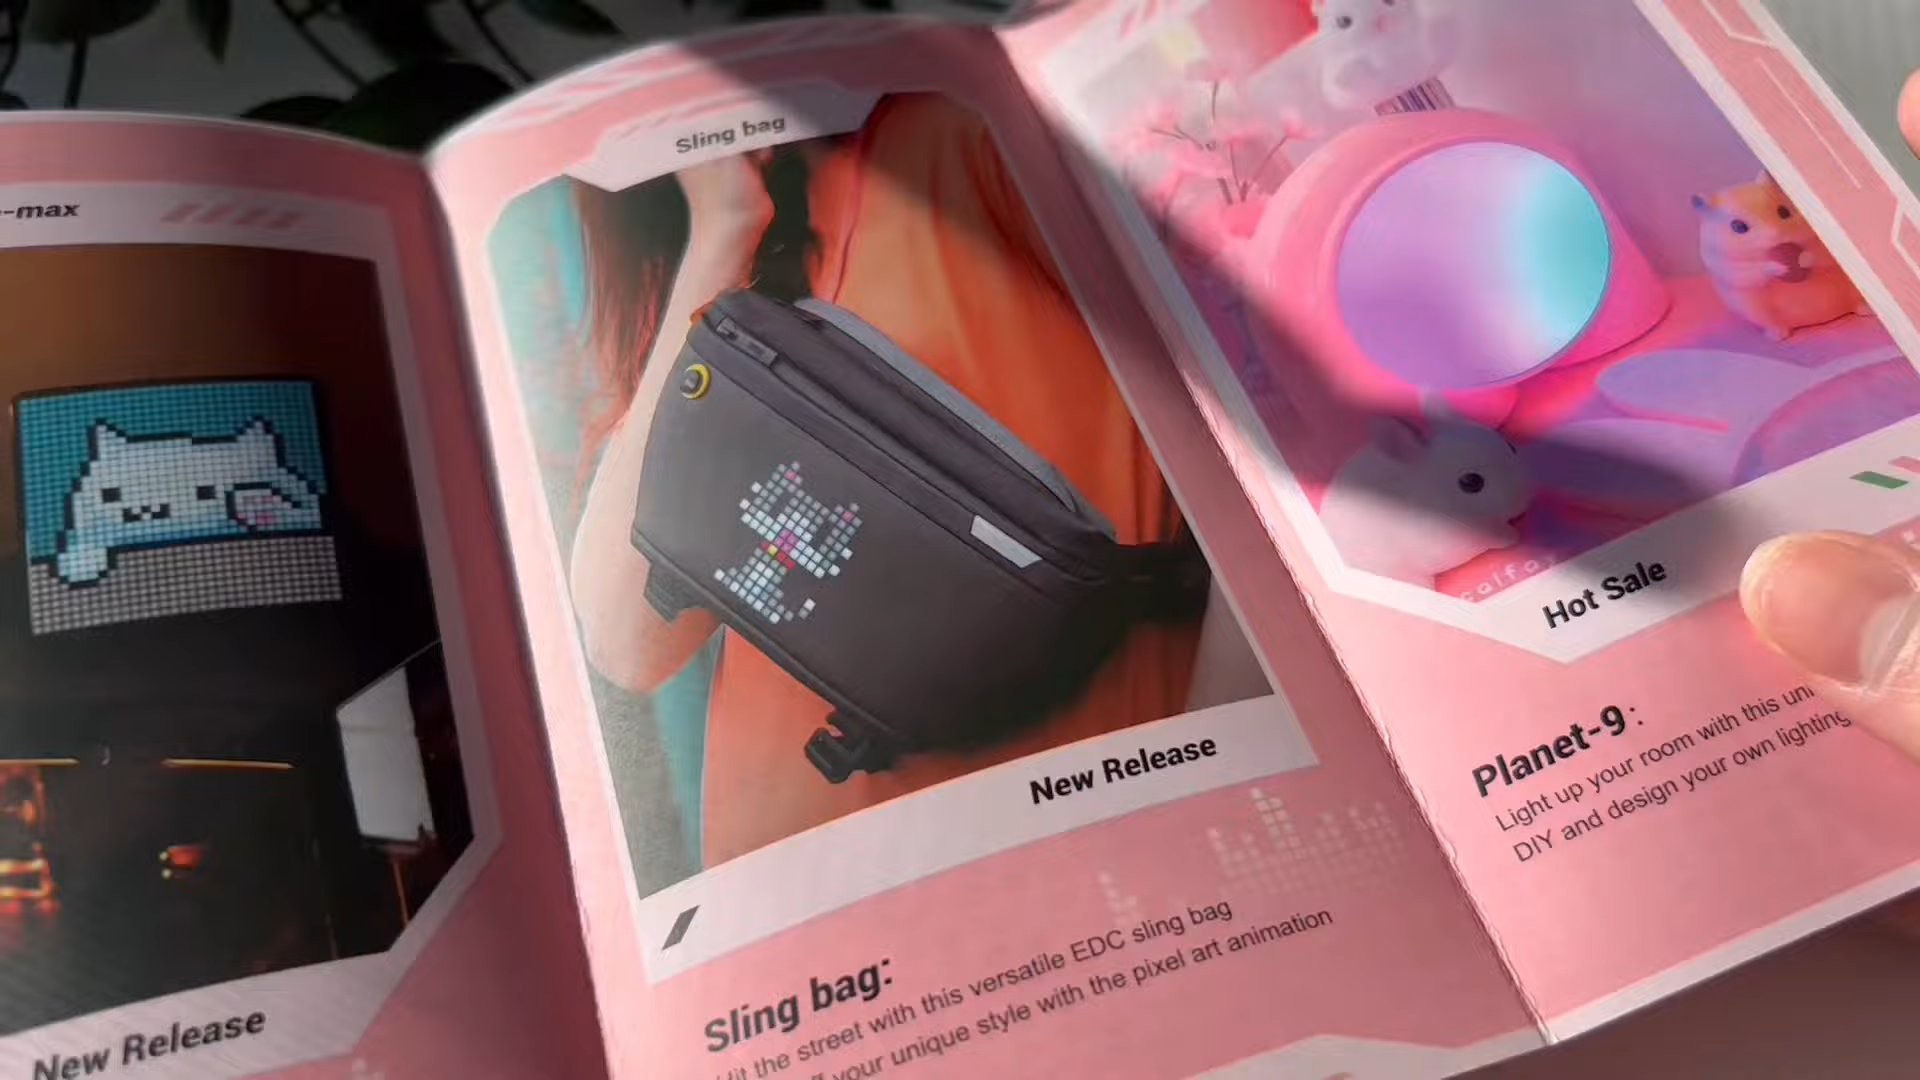 -max
New Release
Sling bag
New Release
Sling bag:
the street with this versatile EDC sling bag
your unique style with the pixel art animation
Hot Sale
Planet-9:
Light up your room with this
DIY and design your own lighting